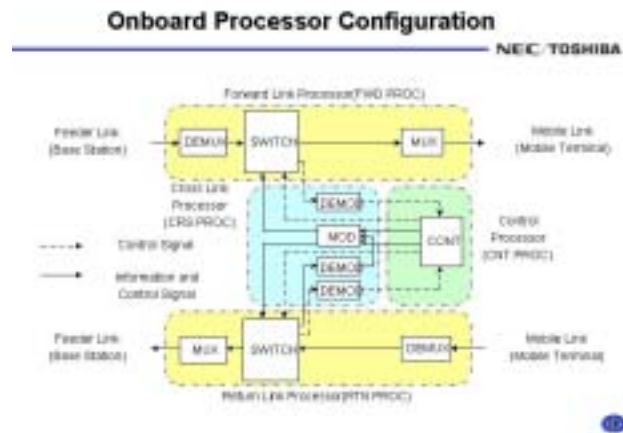 Onboard Processor Configuration
NEC TOSHIBA
Forward Link Processor(FWD PROC)
Feeder Link
(Base Station)
DEMUX
SWITCH
MUX
Mobile Link
(Mobile Terminal)
Cross Link
Processor
(CRS PROC)
DEMOD
MOD
CONT
Control
Processor
(CNT PROC)
Control Signal
DEMOD
Information and
Control Signal
DEMOD
Feeder Link
(Base Station)
MUX
SWITCH
DEMUX
Mobile Link
(Mobile Terminal)
Return Link Processor(RTN PROC)